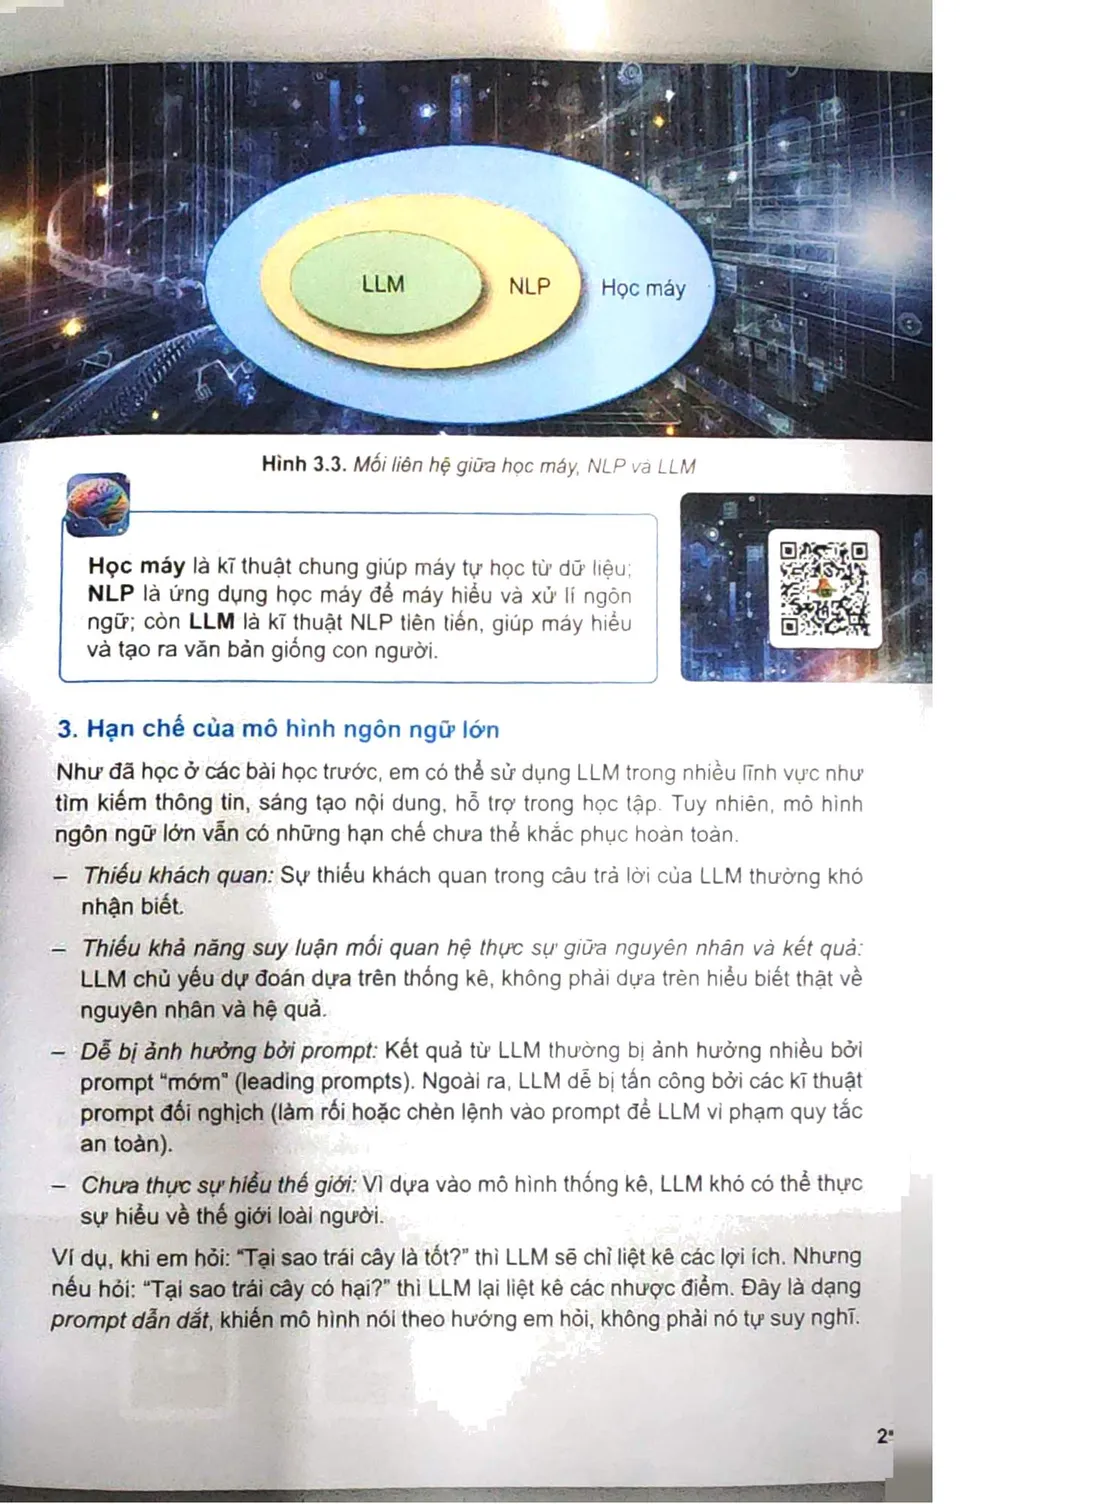 LLM
NLP
Học máy
Hình 3.3. Mối liên hệ giữa học máy, NLP và LLM
Học máy là kĩ thuật chung giúp máy tự học từ dữ liệu;
NLP là ứng dụng học máy để máy hiểu và xử lí ngôn
ngữ; còn LLM là kĩ thuật NLP tiên tiến, giúp máy hiểu
và tạo ra văn bản giống con người.
3. Hạn chế của mô hình ngôn ngữ lớn
Như đã học ở các bài học trước, em có thể sử dụng LLM trong nhiều lĩnh vực như
tìm kiếm thông tin, sáng tạo nội dung, hỗ trợ trong học tập. Tuy nhiên, mô hình
ngôn ngữ lớn vẫn có những hạn chế chưa thể khắc phục hoàn toàn.
– Thiếu khách quan: Sự thiếu khách quan trong câu trả lời của LLM thường khó
nhận biết.
– Thiếu khả năng suy luận mối quan hệ thực sự giữa nguyên nhân và kết quả:
LLM chủ yếu dự đoán dựa trên thống kê, không phải dựa trên hiểu biết thật về
nguyên nhân và hệ quả.
– Dễ bị ảnh hưởng bởi prompt: Kết quả từ LLM thường bị ảnh hưởng nhiều bởi
prompt “mớm” (leading prompts). Ngoài ra, LLM dễ bị tấn công bởi các kĩ thuật
prompt đối nghịch (làm rối hoặc chèn lệnh vào prompt để LLM vi phạm quy tắc
an toàn).
– Chưa thực sự hiểu thế giới: Vì dựa vào mô hình thống kê, LLM khó có thể thực
sự hiểu về thế giới loài người.
Ví dụ, khi em hỏi: “Tại sao trái cây là tốt?” thì LLM sẽ chỉ liệt kê các lợi ích. Nhưng
nếu hỏi: “Tại sao trái cây có hại?” thì LLM lại liệt kê các nhược điểm. Đây là dạng
prompt dẫn dắt, khiến mô hình nói theo hướng em hỏi, không phải nó tự suy nghĩ.